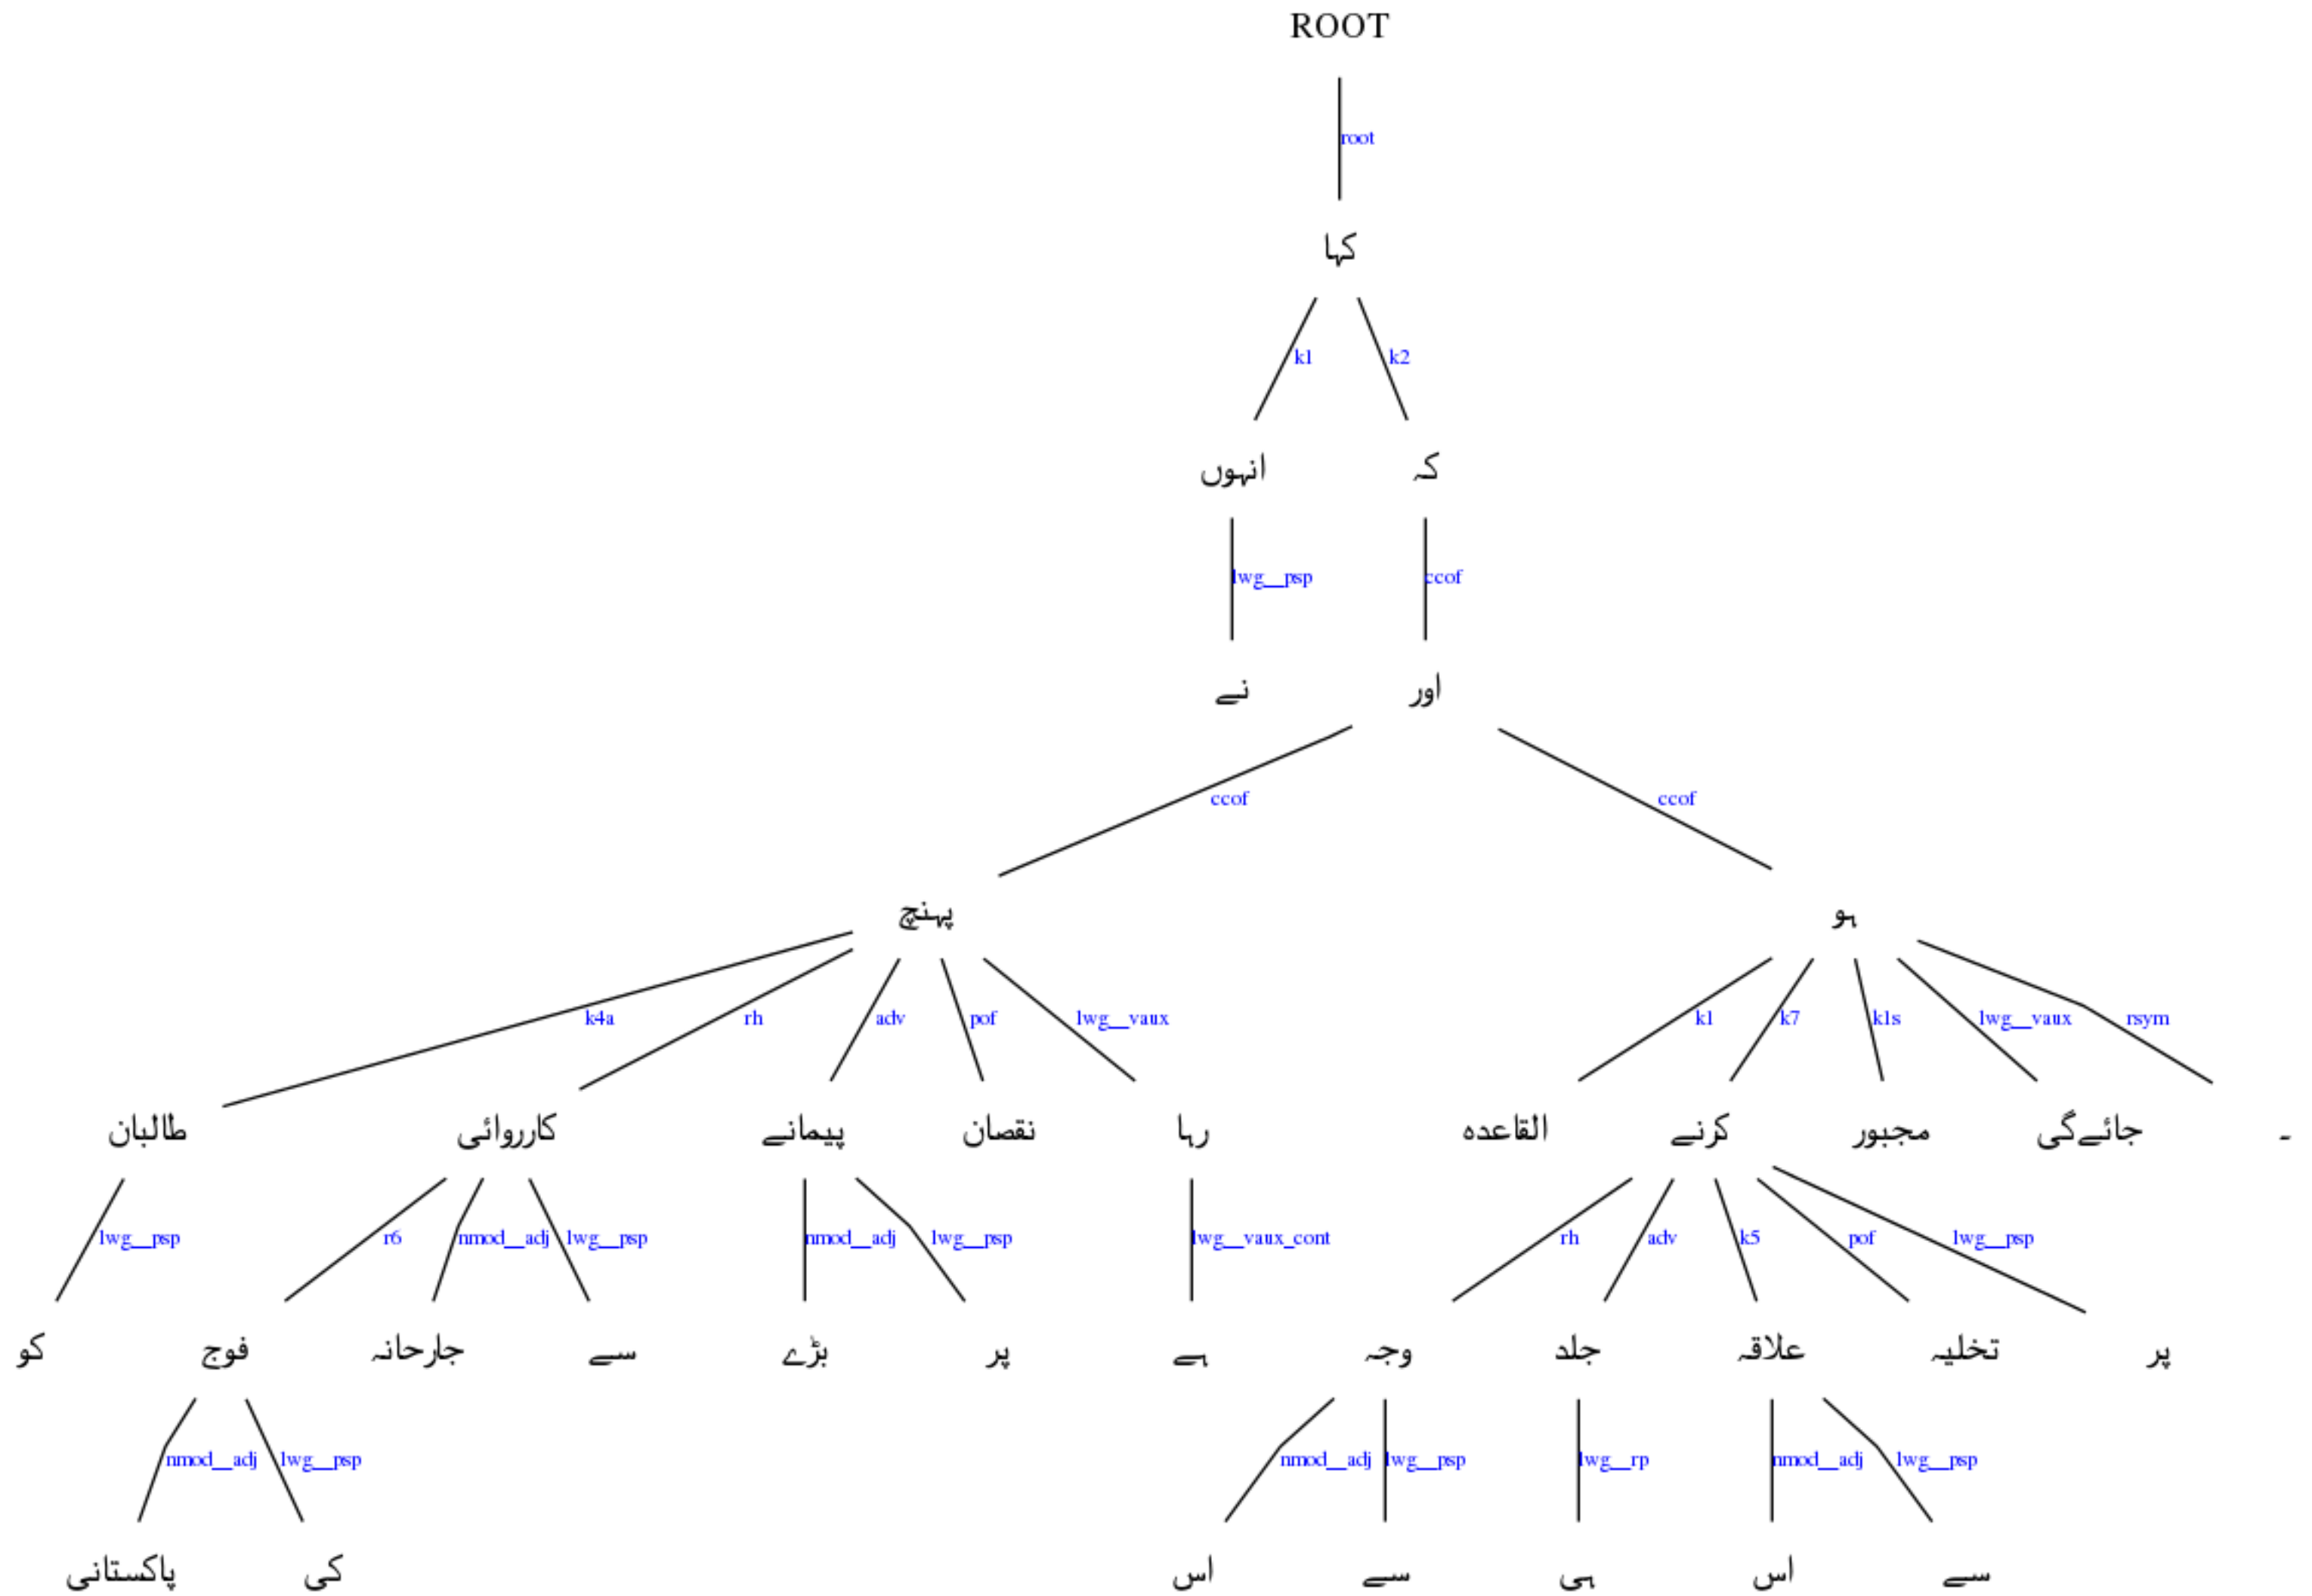 ROOT
root
کہا
k1 k2
انہوں کہ
lwg__psp ccof
نے اور
ccof ccof
پہنچ ہو
k4a rh adv pof lwg__vaux k1 k7 k1s lwg__vaux rsym
طالبان کارروائی پیمانے نقصان رہا القاعدہ کرنے مجبور جائےگی ۔
lwg__psp r6 nmod__adj lwg__psp nmod__adj lwg__psp lwg__vaux_cont rh adv k5 pof lwg__psp
کو فوج جارحانہ سے بڑے پر ہے وجہ جلد علاقہ تخلیہ پر
nmod__adj lwg__psp nmod__adj lwg__psp lwg__rp nmod__adj lwg__psp
پاکستانی کی اس سے ہی اس سے